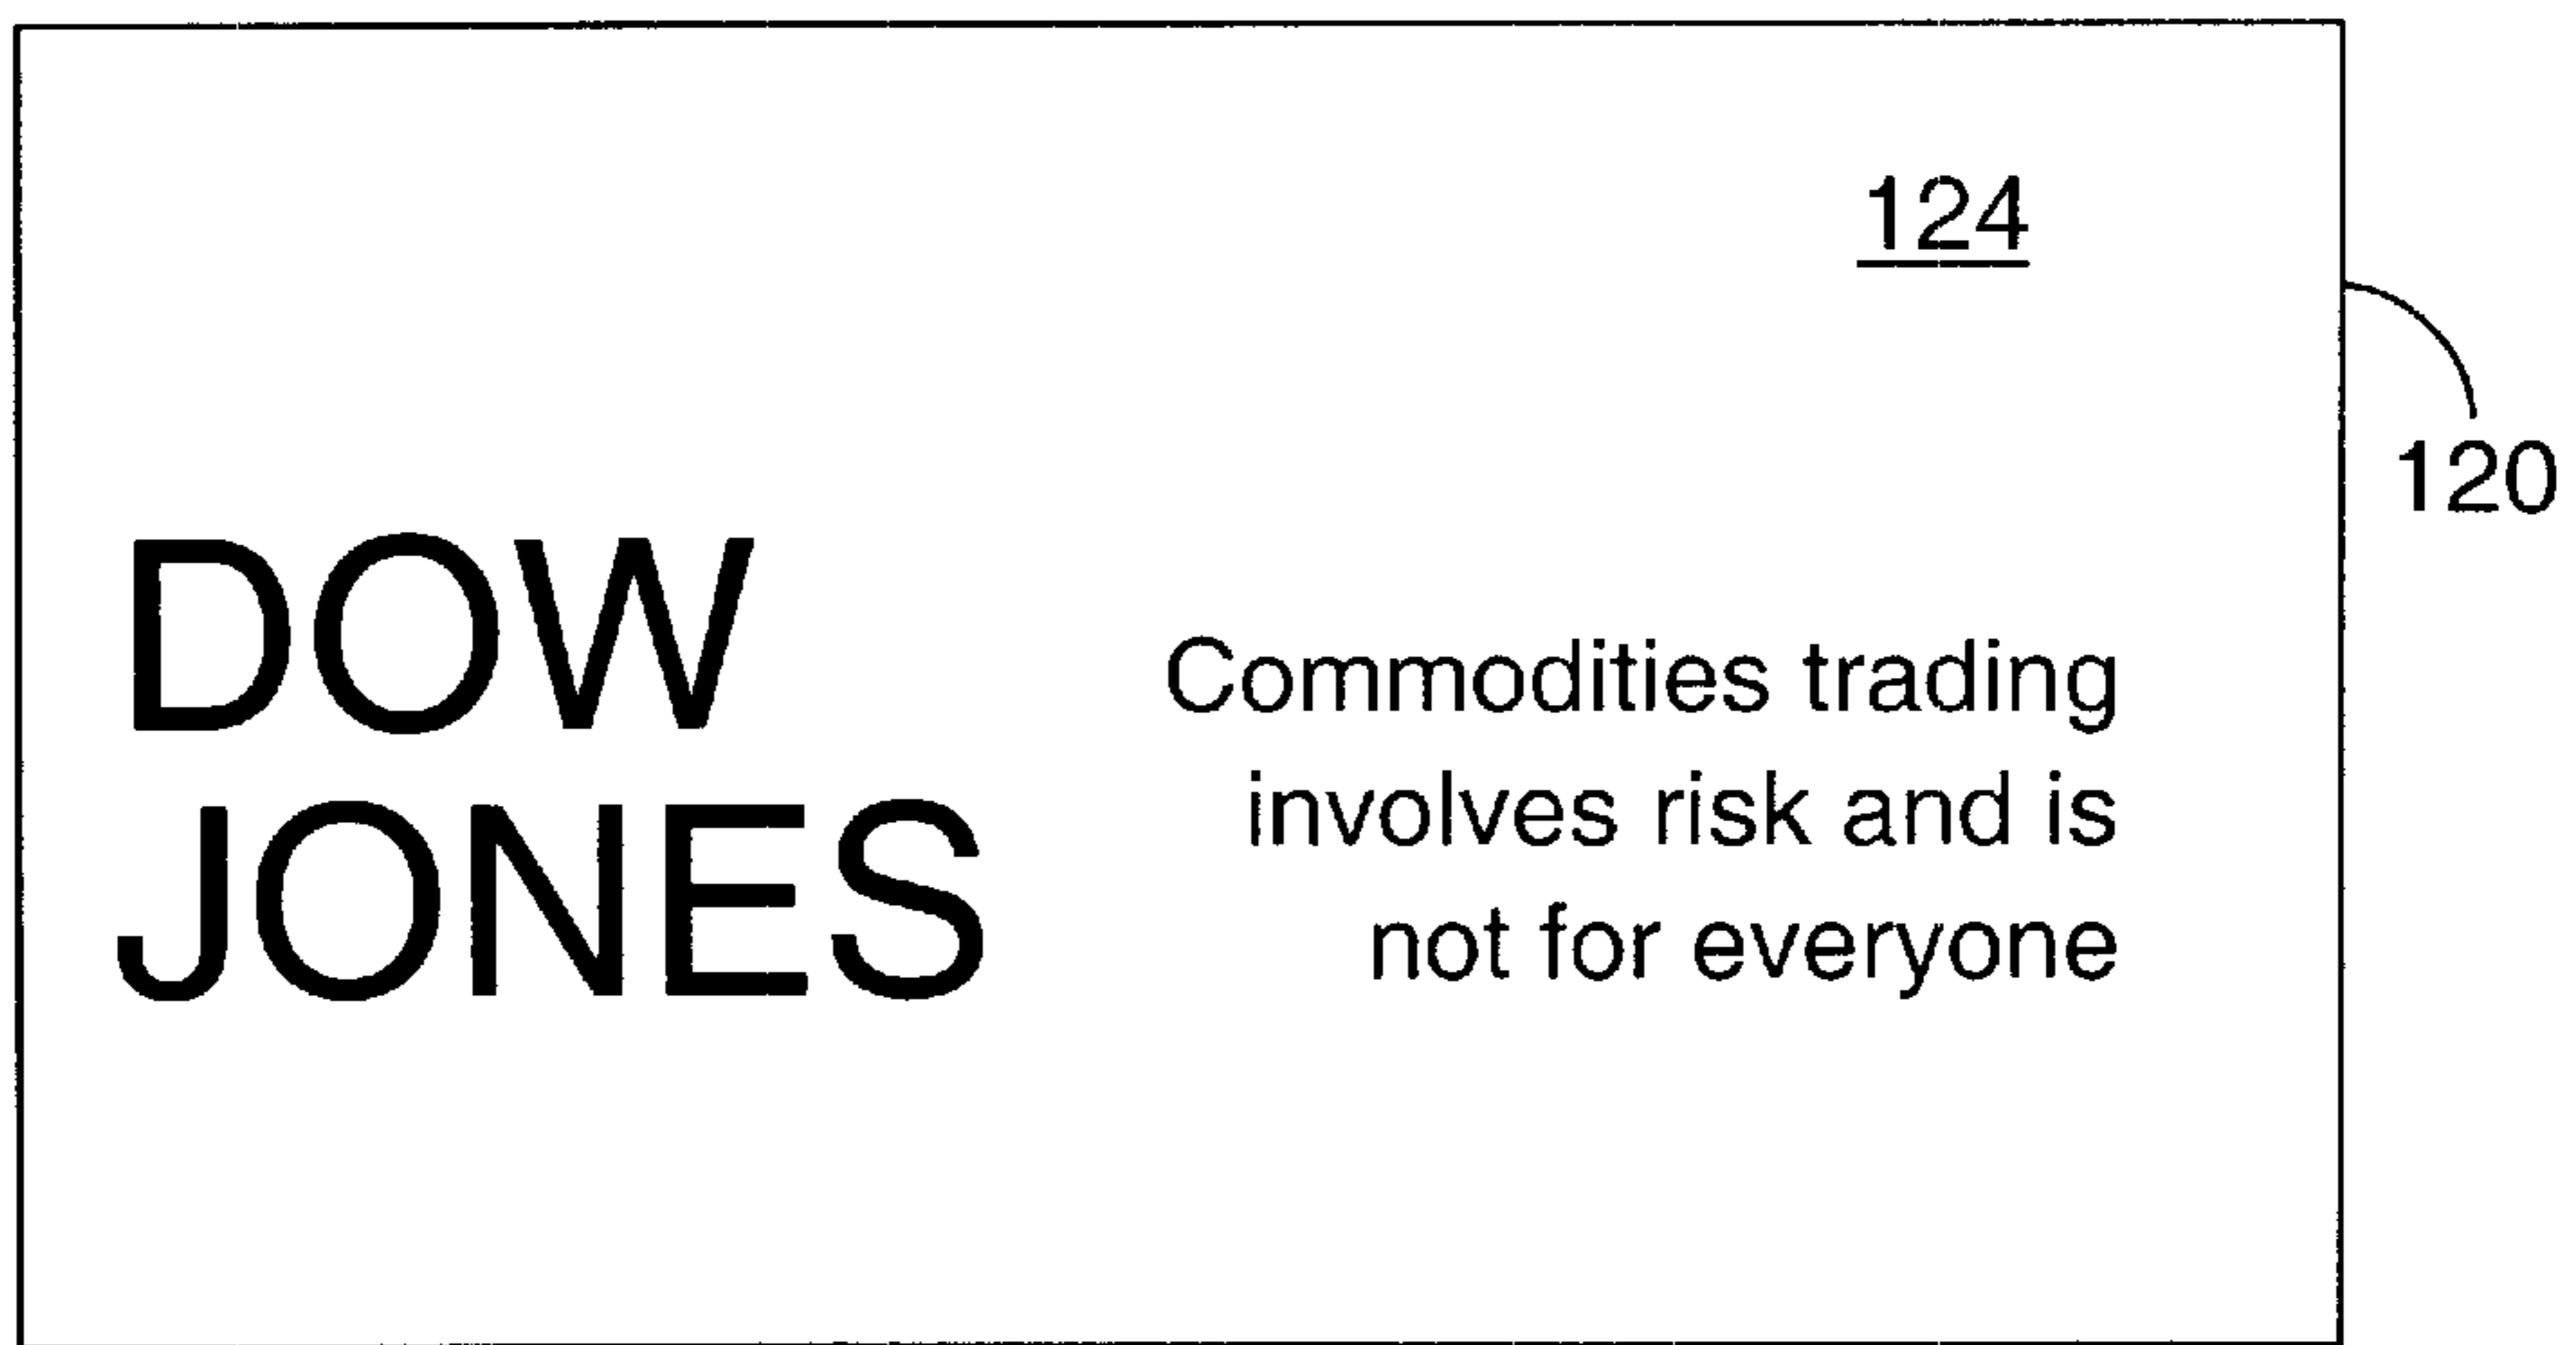 124
120
DOW
JONES
Commodities trading
involves risk and is
not for everyone